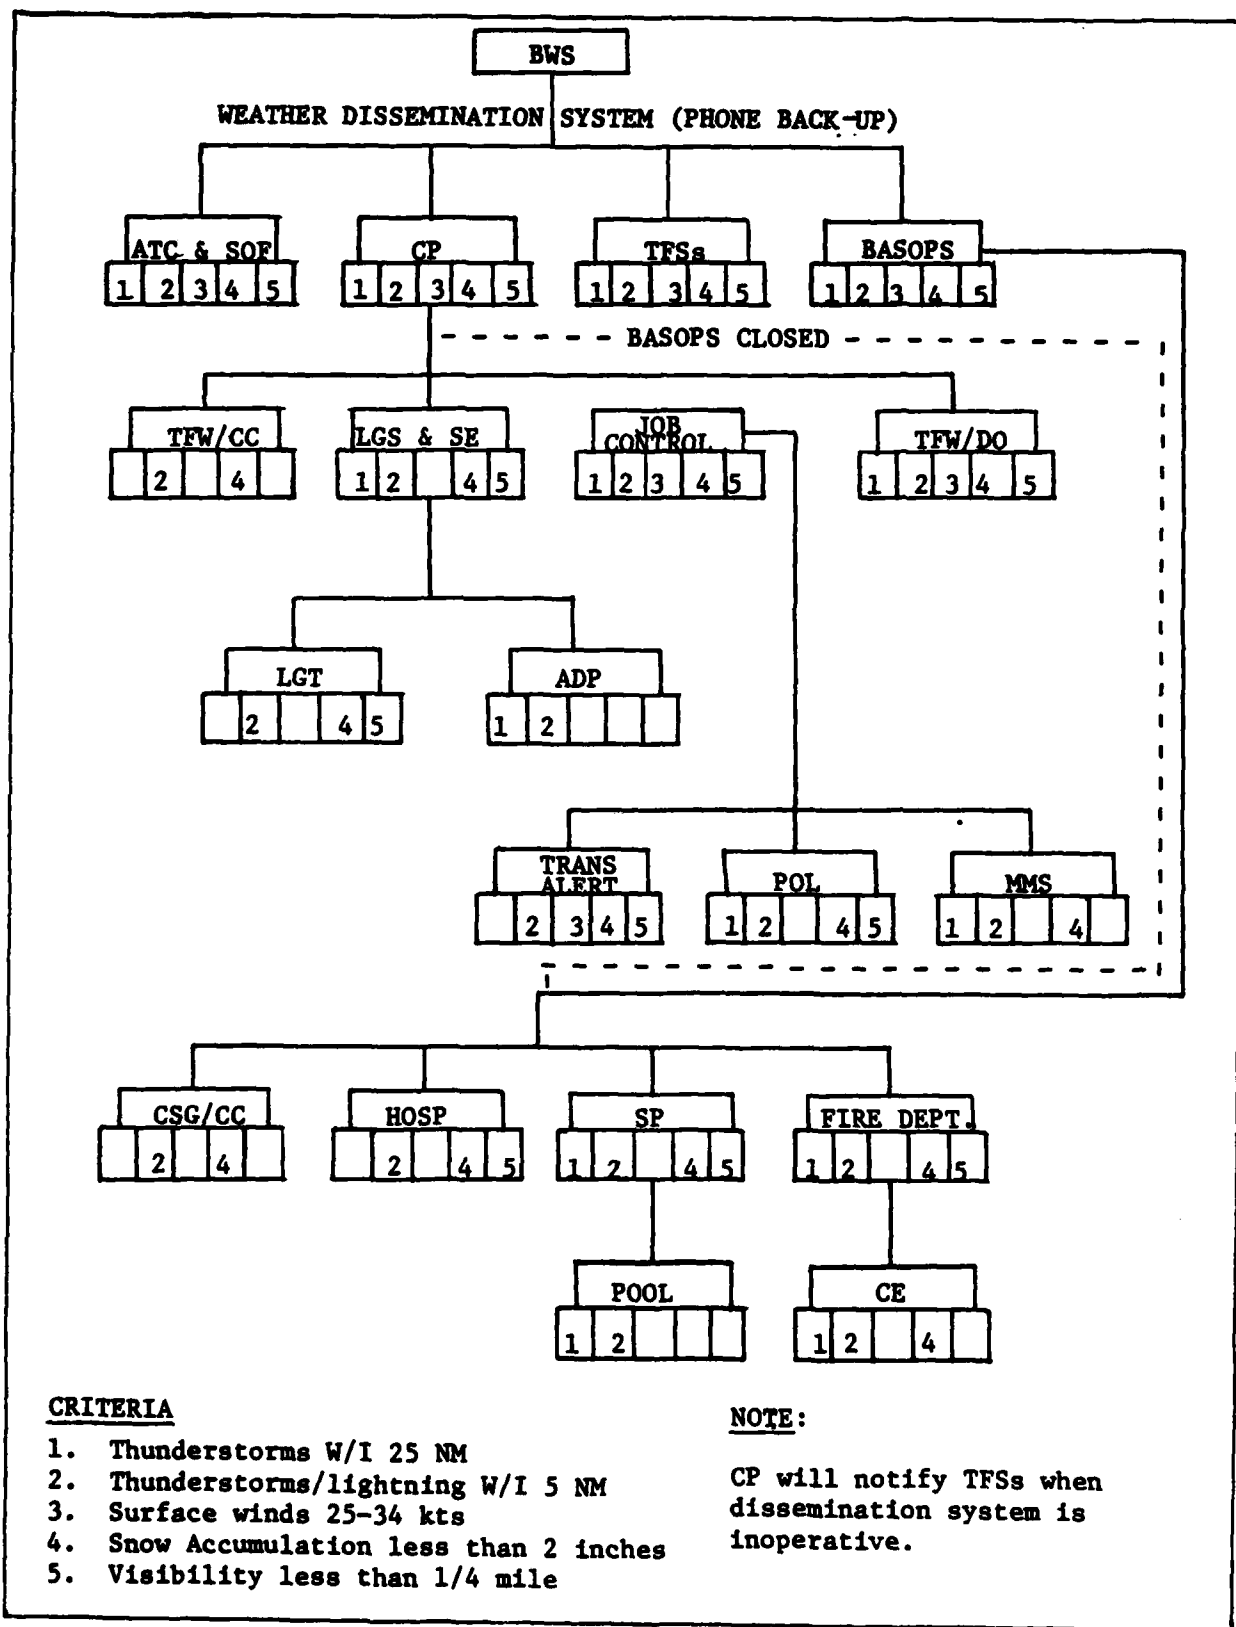 BWS
WEATHER DISSEMINATION SYSTEM (PHONE BACK-UP)
ATC & SOF
1 2 3 4 5
CP
1 2 3 4 5
TFSs
1 2 3 4 5
BASOPS
1 2 3 4 5
BASOPS CLOSED
TFW/CC
2 4
LGS & SE
1 2 4 5
JOB
CONTROL
1 2 3 4 5
TFW/DO
1 2 3 4 5
LGT
2 4 5
ADP
1 2
TRANS
ALERT
2 3 4 5
POL
1 2 4 5
MMS
1 2 4
CSG/CC
2 4
HOSP
2 4 5
SP
1 2 4 5
FIRE DEPT.
1 2 4 5
POOL
1 2
CE
1 2 4
CRITERIA
1. Thunderstorms W/I 25 NM
2. Thunderstorms/lightning W/I 5 NM
3. Surface winds 25-34 kts
4. Snow Accumulation less than 2 inches
5. Visibility less than 1/4 mile
NOTE:
CP will notify TFSs when
dissemination system is
inoperative.